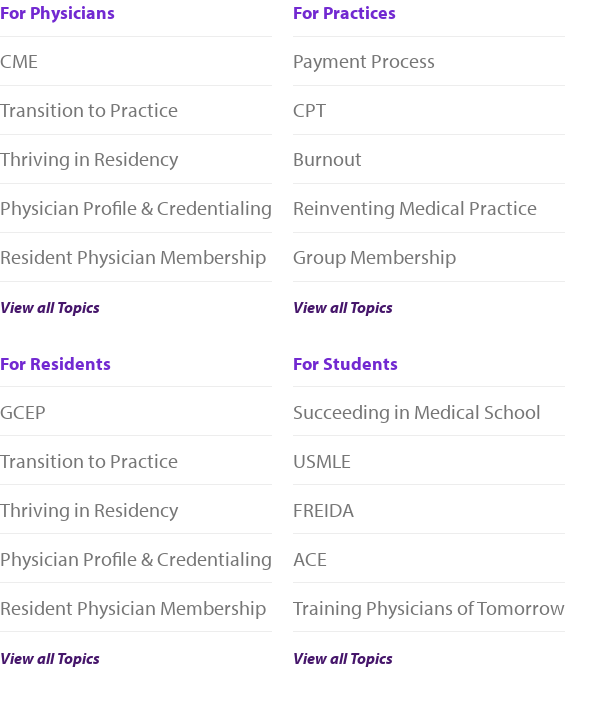 For Physicians
CME
Transition to Practice
Thriving in Residency
Physician Profile & Credentialing
Resident Physician Membership
View all Topics
For Practices
Payment Process
CPT
Burnout
Reinventing Medical Practice
Group Membership
View all Topics
For Residents
GCEP
Transition to Practice
Thriving in Residency
Physician Profile & Credentialing
Resident Physician Membership
View all Topics
For Students
Succeeding in Medical School
USMLE
FREIDA
ACE
Training Physicians of Tomorrow
View all Topics